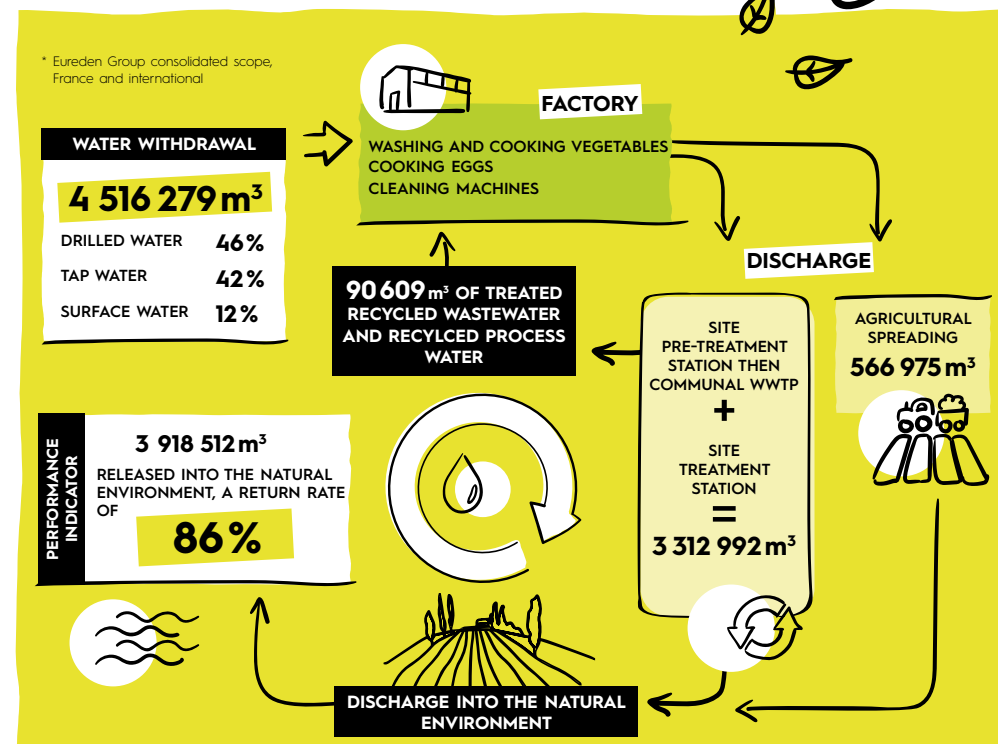 * Eureden Group consolidated scope,
France and international
WATER WITHDRAWAL
4 516 279 m³
DRILLED WATER 46%
TAP WATER 42%
SURFACE WATER 12%
FACTORY
WASHING AND COOKING VEGETABLES
COOKING EGGS
CLEANING MACHINES
90 609 m³ OF TREATED
RECYCLED WASTEWATER
AND RECYLCED PROCESS
WATER
DISCHARGE
SITE
PRE-TREATMENT
STATION THEN
COMMUNAL WWTP
+
SITE
TREATMENT
STATION
=
3 312 992 m³
AGRICULTURAL
SPREADING
566 975 m³
DISCHARGE INTO THE NATURAL
ENVIRONMENT
PERFORMANCE
INDICATOR
3 918 512 m³
RELEASED INTO THE NATURAL
ENVIRONMENT, A RETURN RATE
OF
86%